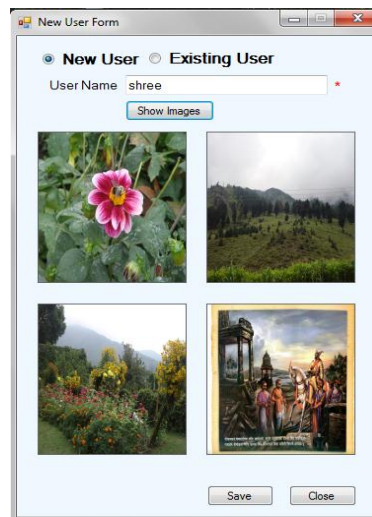 New User Form
New User Existing User
User Name shree *
Show Images
Save Close